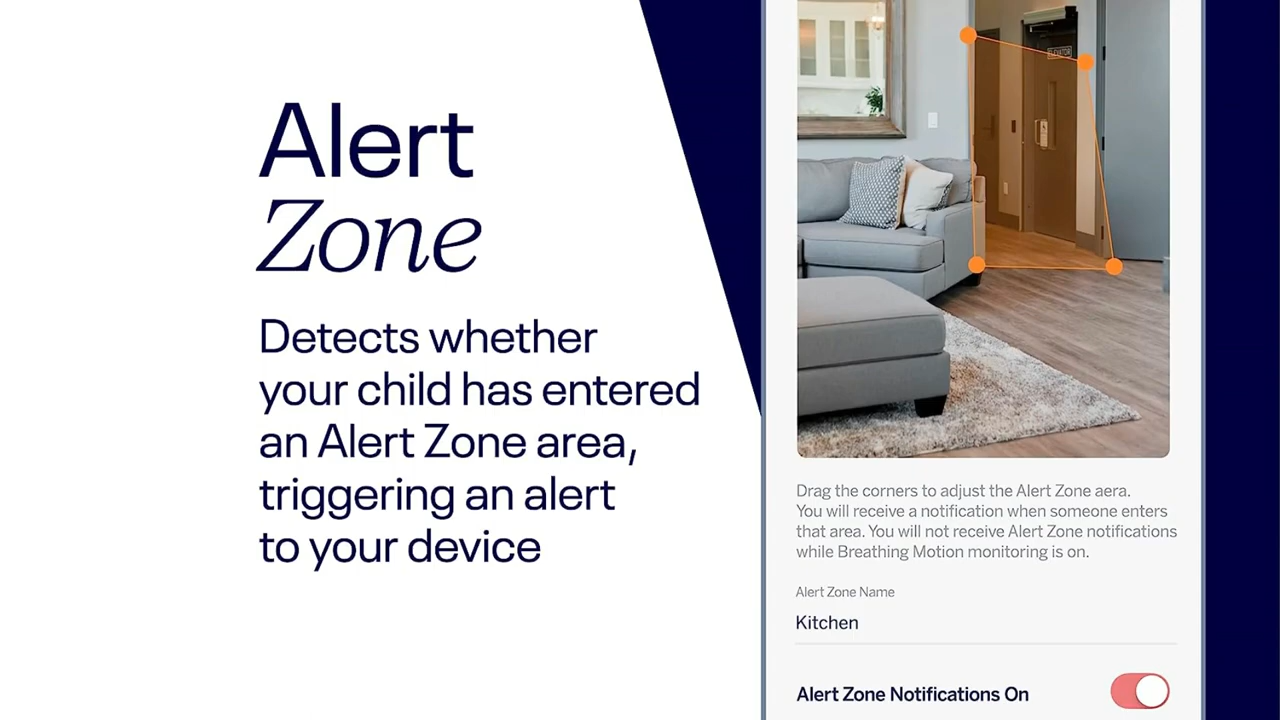 Alert
Zone
Detects whether
your child has entered
an Alert Zone area,
triggering an alert
to your device
ELEVATOR
Drag the corners to adjust the Alert Zone aera.
You will receive a notification when someone enters
that area. You will not receive Alert Zone notifications
while Breathing Motion monitoring is on.
Alert Zone Name
Kitchen
Alert Zone Notifications On